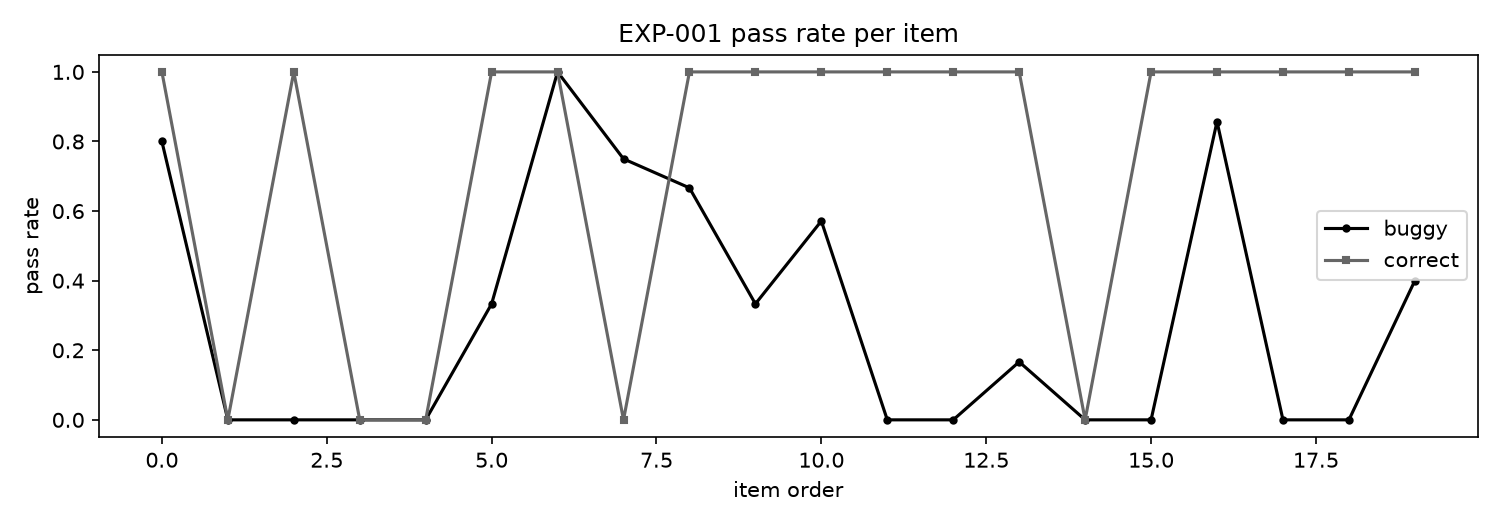 EXP-001 pass rate per item
pass rate
1.0
0.8
0.6
0.4
0.2
0.0
buggy
correct
0.0 2.5 5.0 7.5 10.0 12.5 15.0 17.5
item order